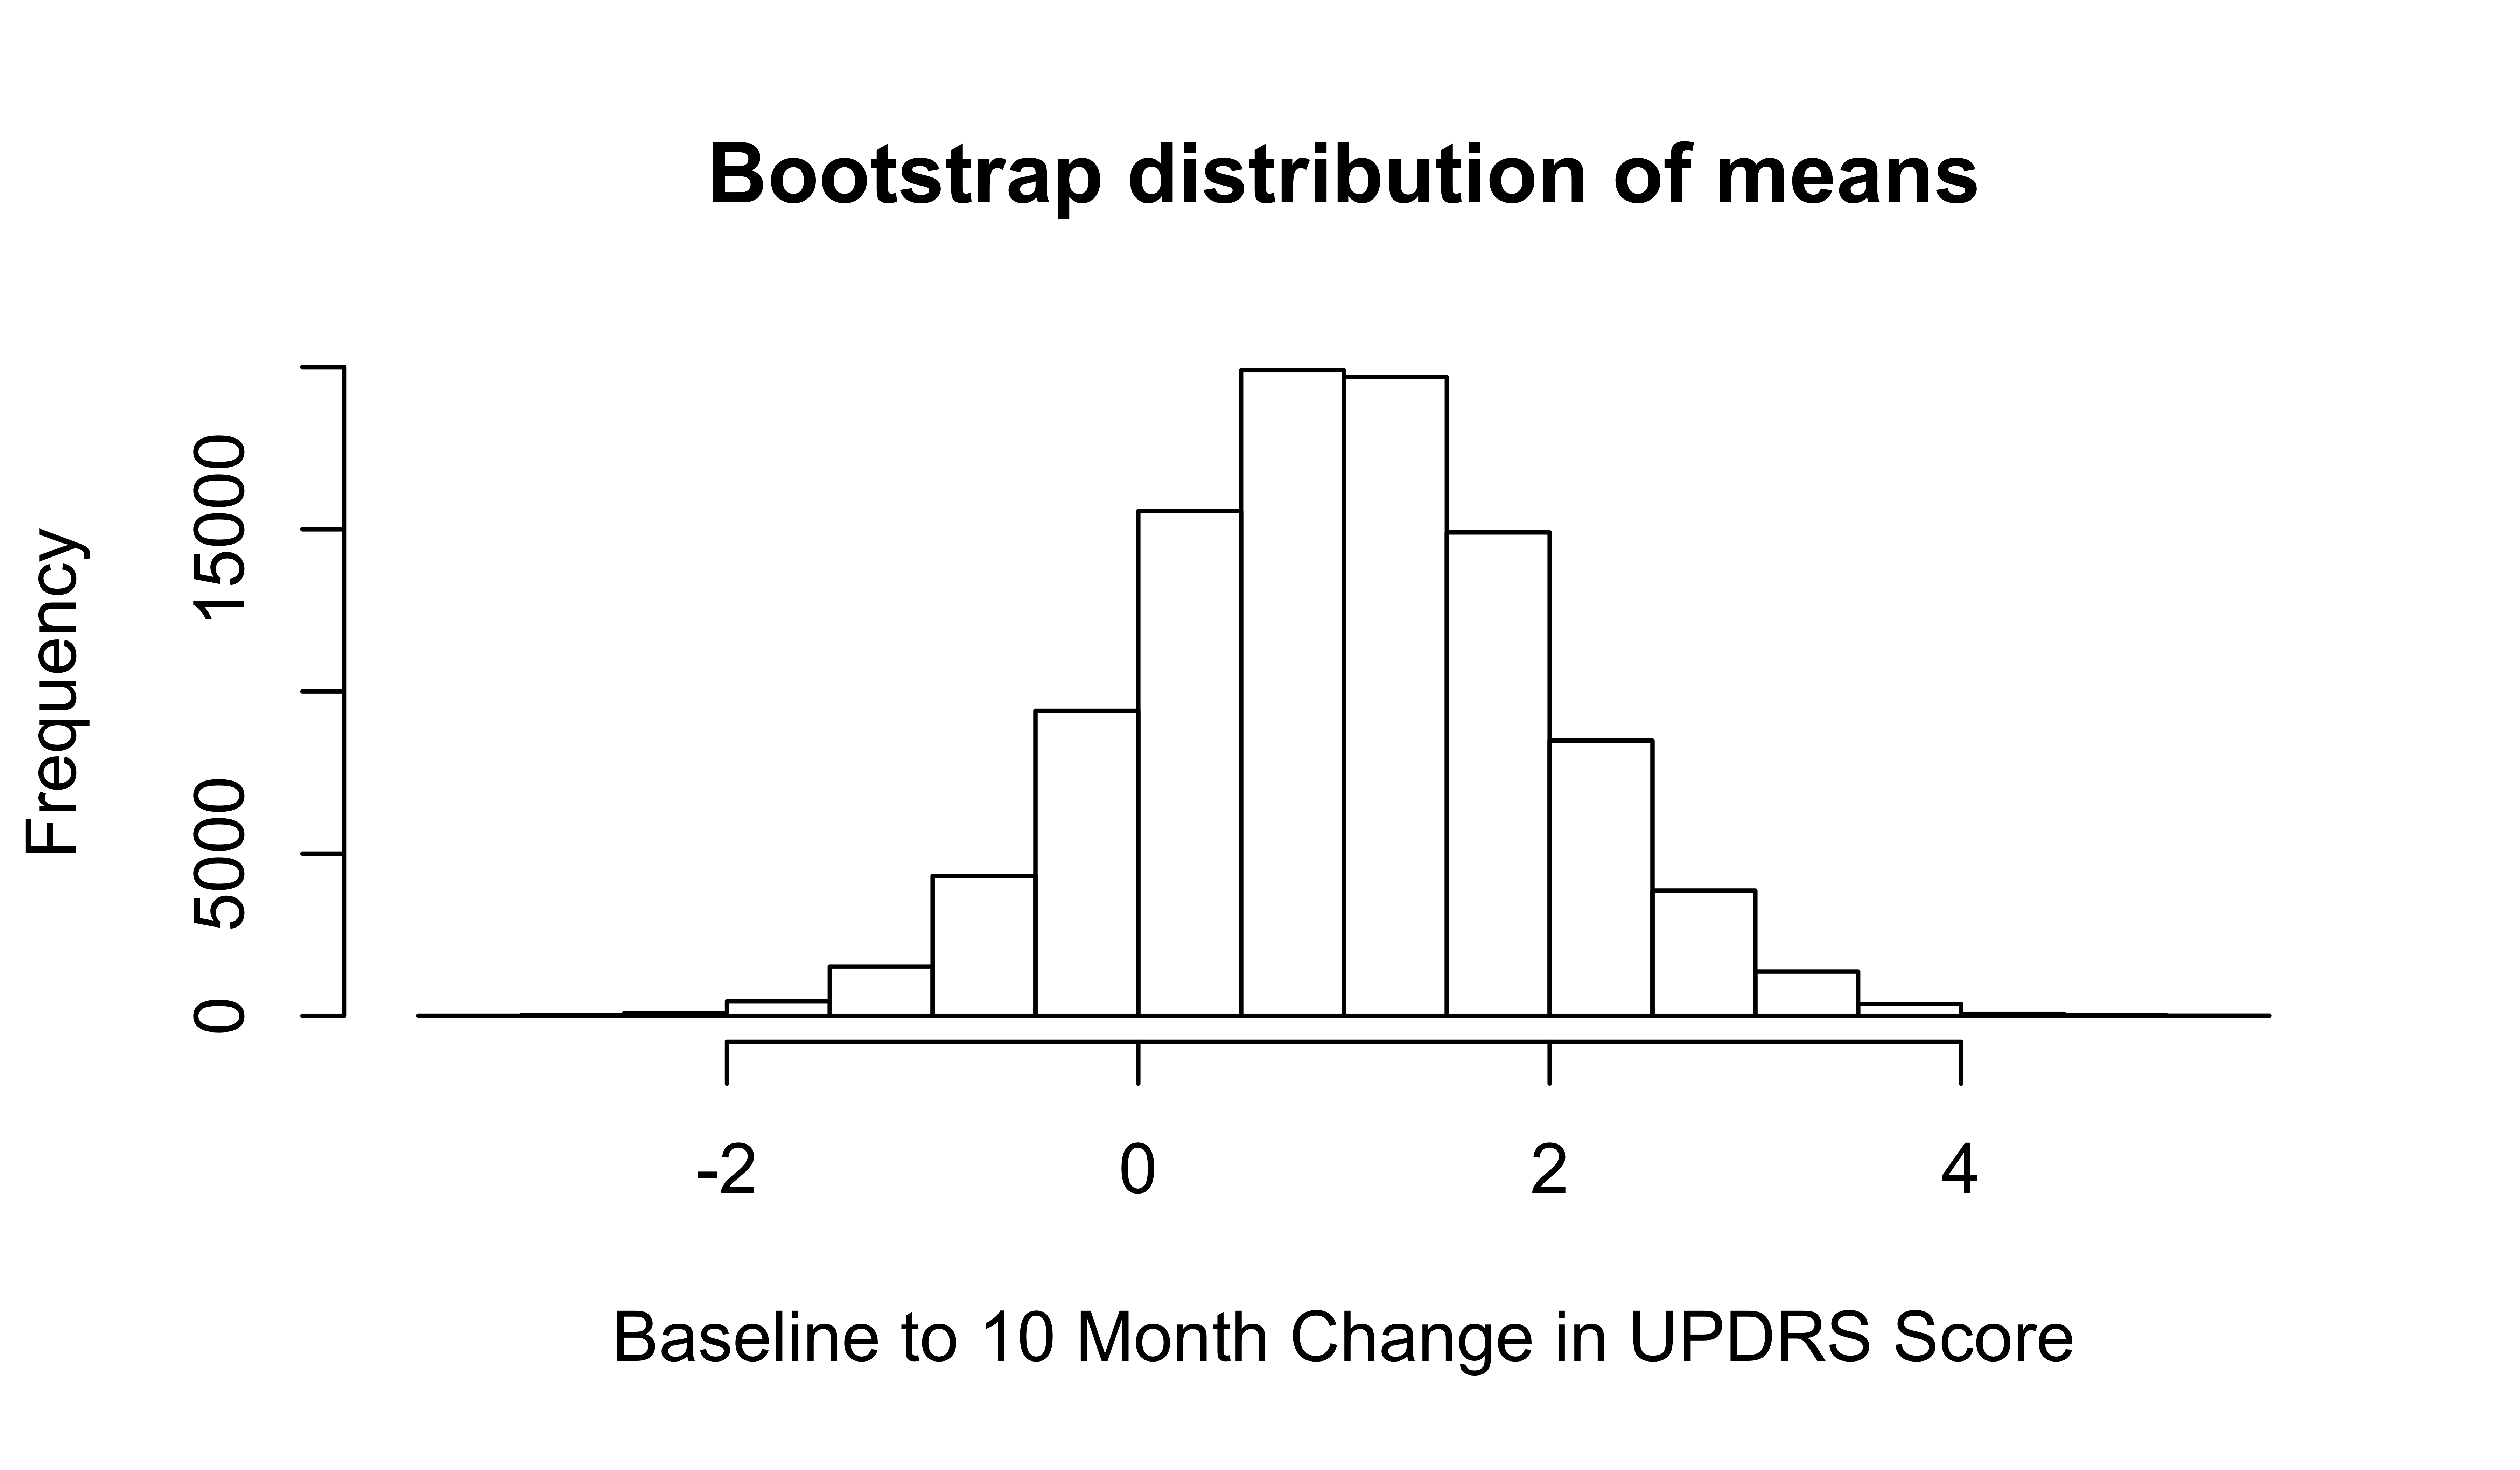 Bootstrap distribution of means
Frequency
15000
5000
0
-2 0 2 4
Baseline to 10 Month Change in UPDRS Score